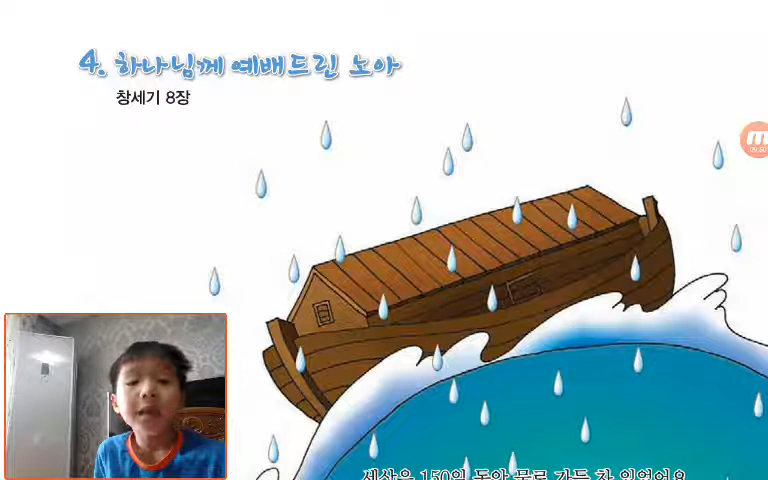 4. 하나님께 예배드린 노아
창세기 8장
세상은 150일 동안 물로 가득 차 있었어요